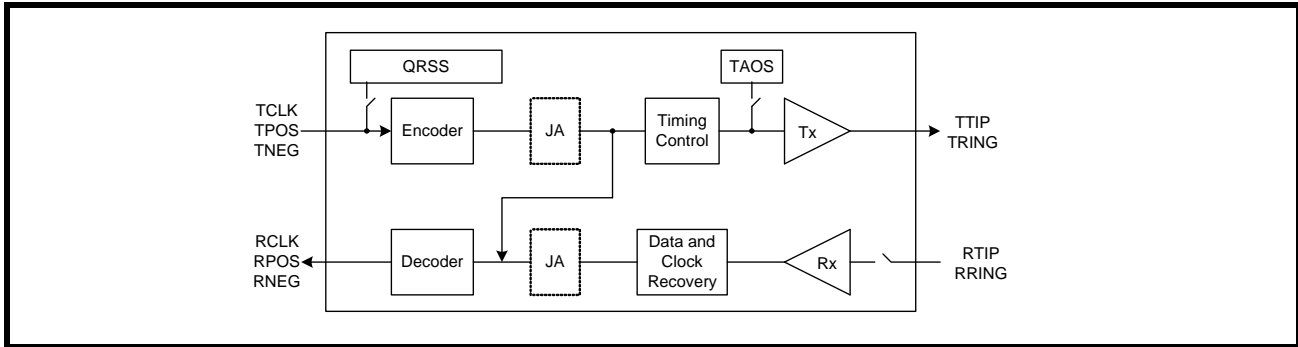 QRSS
TAOS
TCLK
TPOS
TNEG
Encoder
JA
Timing
Control
Tx
TTIP
TRING
RCLK
RPOS
RNEG
Decoder
JA
Data and
Clock
Recovery
Rx
RTIP
RRING